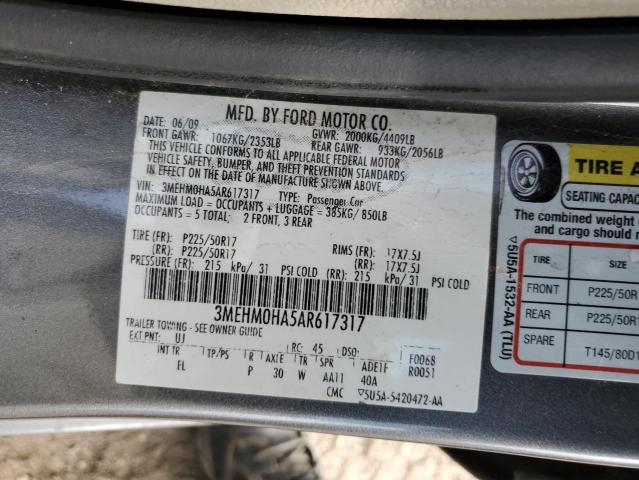 MFD. BY FORD MOTOR CO.
06/09 GVWR: 2000KG/4409LB
FRONT GAWR: 1067KG/2353LB REAR GAWR: 933KG/2056LB
THIS VEHICLE CONFORMS TO ALL APPLICABLE FEDERAL MOTOR
VEHICLE SAFETY, BUMPER, AND THEFT PREVENTION STANDARDS
IN EFFECT ON THE DATE OF MANUFACTURE SHOWN ABOVE.
VIN: 3MEHM0HA5AR617317 TYPE: Passenger Car
MAXIMUM LOAD = OCCUPANTS + LUGGAGE = 385KG/ 850LB
OCCUPANTS = 5 TOTAL; 2 FRONT, 3 REAR
TIRE (FR): P225/50R17 RIMS (FR): 17X7.5J
(RR): P225/50R17 (RR): 17X7.5J
PRESSURE (FR): 215 kPa/ 31 PSI COLD (RR): 215 kPa/ 31 PSI COLD
3MEHM0HA5AR617317
TRAILER TOWING - SEE OWNER GUIDE
EXT PNT: UJ RC: 45 DSO: F0068
INT TR TP/PS R AXLE TR SPR ADE1F R0051
FL P 30 W AA11 40A
CMC ▽5U5A-5420472-AA
▽5U5A-1532-AA (TLU)
TIRE A
SEATING CAPACITY
The combined weight
and cargo should
TIRE SIZE
FRONT P225/50R1
REAR P225/50R1
SPARE T145/80D1